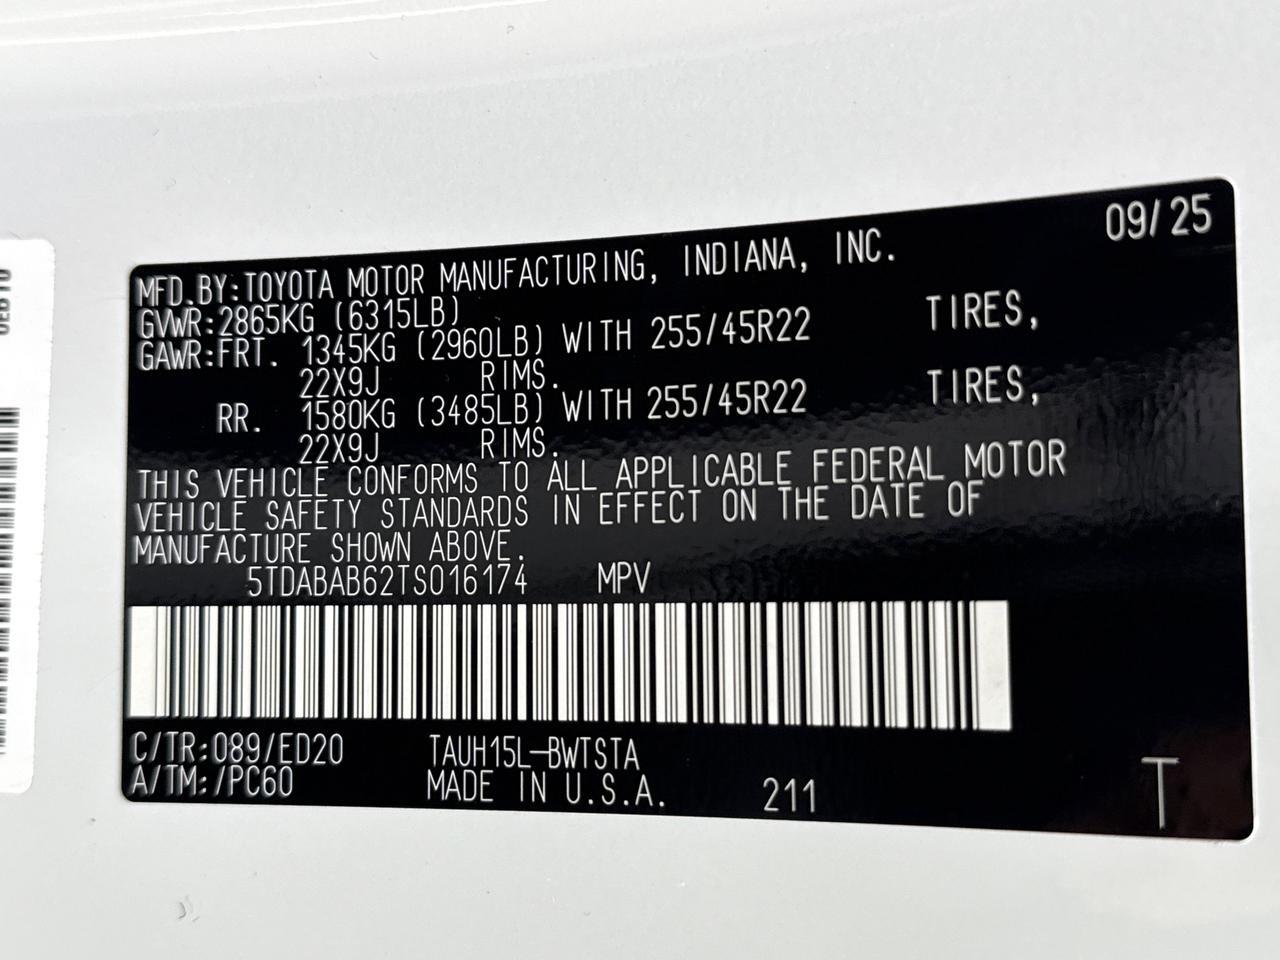 09/25
MFD.BY:TOYOTA MOTOR MANUFACTURING, INDIANA, INC.
GVWR:2865KG (6315LB)
GAWR:FRT. 1345KG (2960LB) WITH 255/45R22 TIRES,
22X9J RIMS.
RR. 1580KG (3485LB) WITH 255/45R22 TIRES,
22X9J RIMS.
THIS VEHICLE CONFORMS TO ALL APPLICABLE FEDERAL MOTOR
VEHICLE SAFETY STANDARDS IN EFFECT ON THE DATE OF
MANUFACTURE SHOWN ABOVE.
5TDABAB62TS016174 MPV
C/TR:089/ED20 TAUH15L-BWTSTA
A/TM:/PC60 MADE IN U.S.A. 211 T